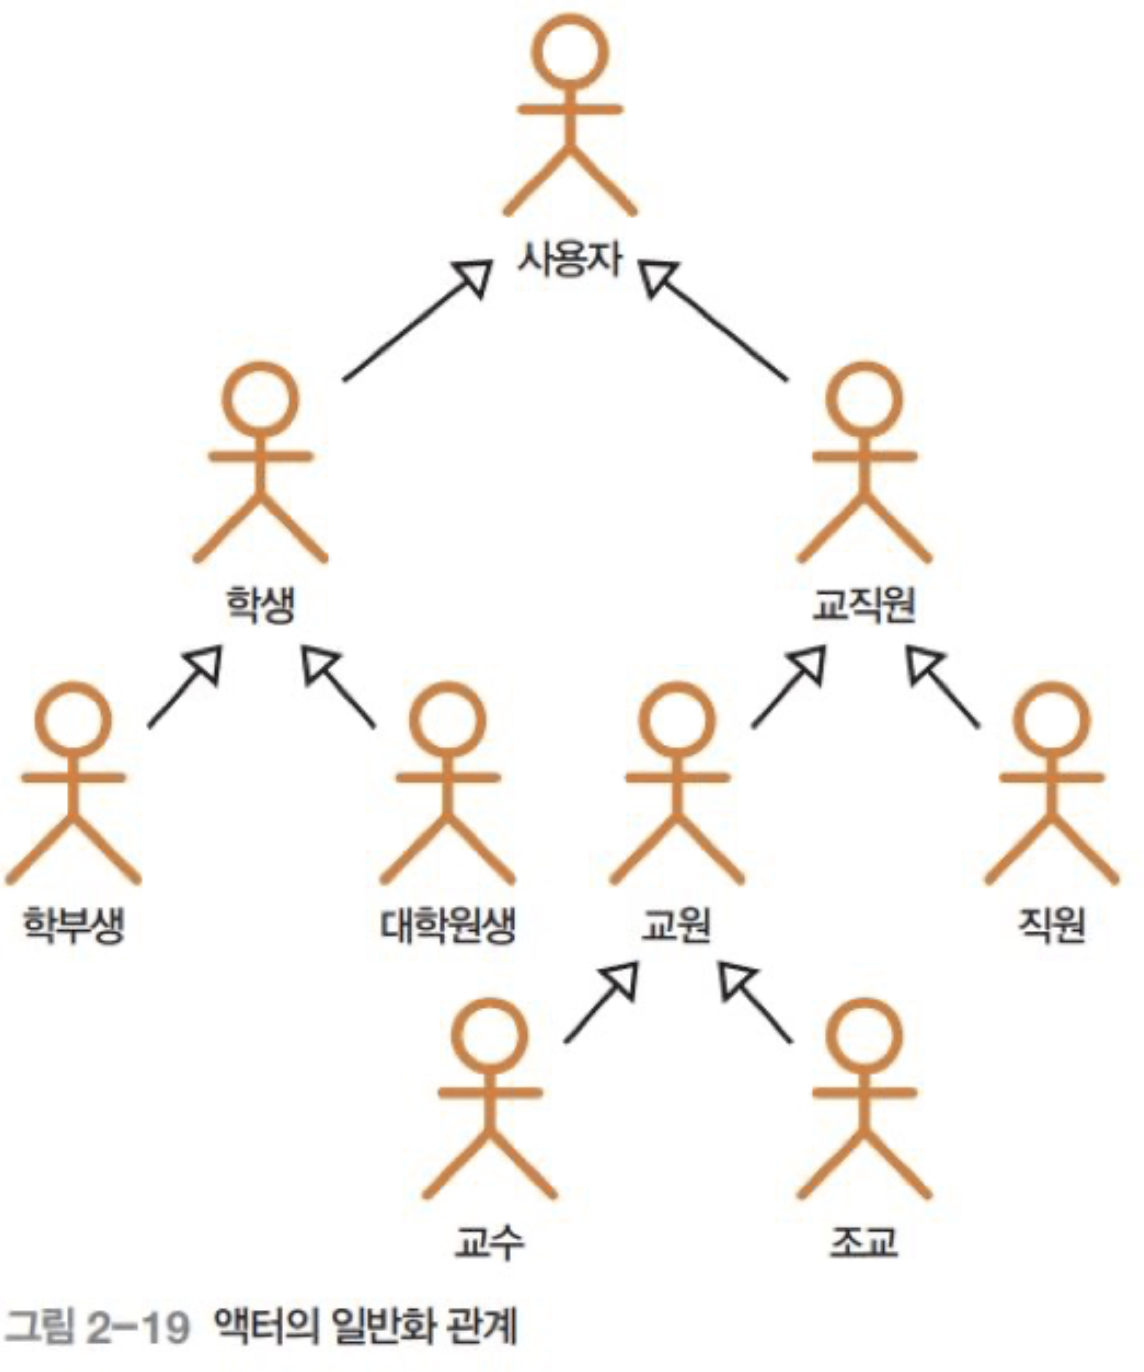 사용자
학생
교직원
학부생
대학원생
교원
직원
교수
조교
그림 2-19 액터의 일반화 관계